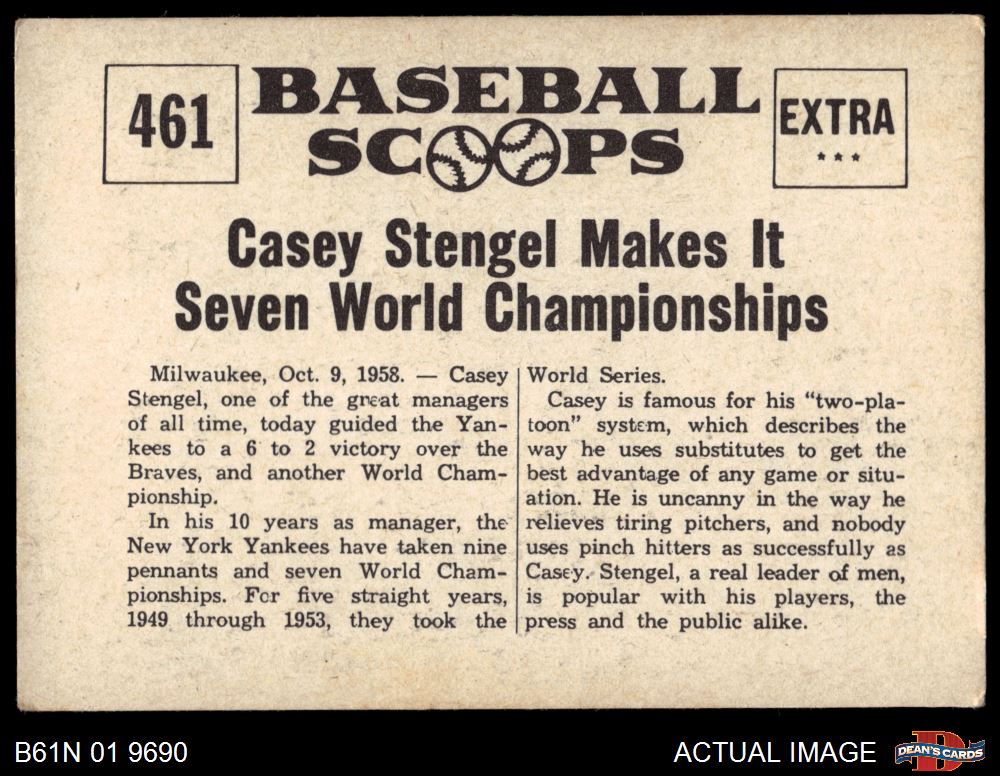 461
BASEBALL
SCOOPS
EXTRA
***
Casey Stengel Makes It
Seven World Championships
Milwaukee, Oct. 9, 1958. — Casey
Stengel, one of the great managers
of all time, today guided the Yan-
kees to a 6 to 2 victory over the
Braves, and another World Cham-
pionship.
In his 10 years as manager, the
New York Yankees have taken nine
pennants and seven World Cham-
pionships. For five straight years,
1949 through 1953, they took the
World Series.
Casey is famous for his "two-pla-
toon" system, which describes the
way he uses substitutes to get the
best advantage of any game or situ-
ation. He is uncanny in the way he
relieves tiring pitchers, and nobody
uses pinch hitters as successfully as
Casey. Stengel, a real leader of men,
is popular with his players, the
press and the public alike.
B61N 01 9690
ACTUAL IMAGE
DEAN'S CARDS